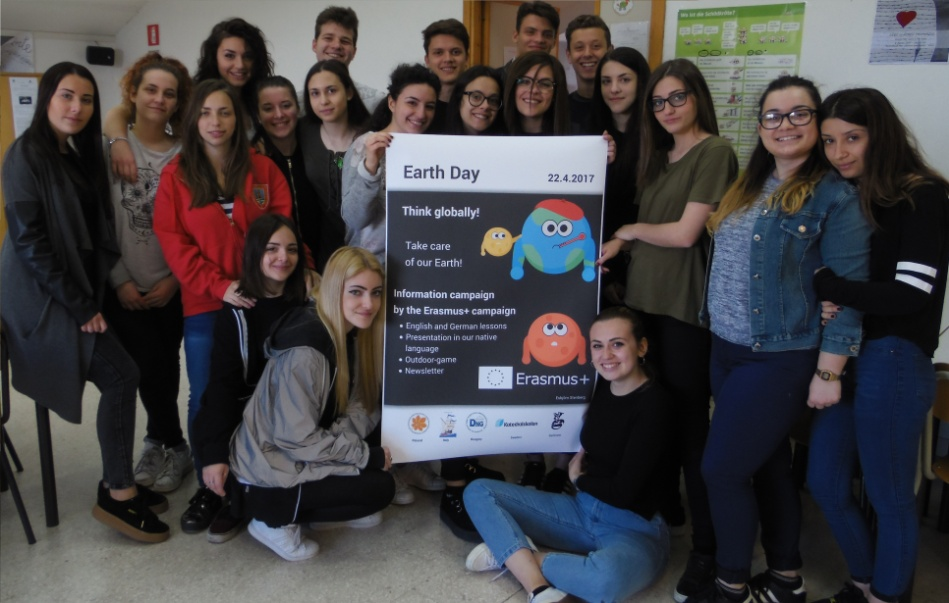 Earth Day
22.4.2017
Think globally!
Take care
of our Earth!
Information campaign
by the Erasmus+ campaign
• English and German lessons
• Presentation in our native
language
• Outdoor-game
• Newsletter
Erasmus+